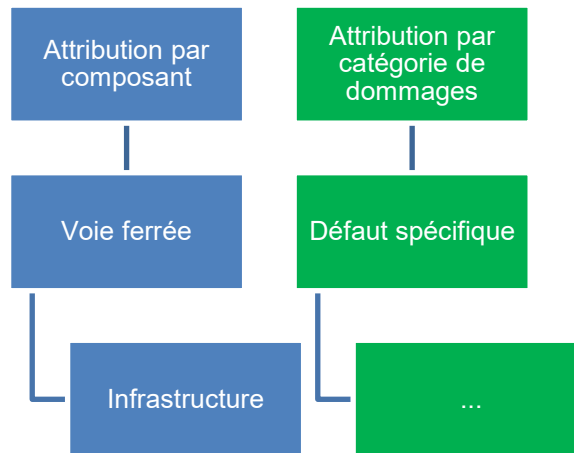 Attribution par
composant
Attribution par
catégorie de
dommages
Voie ferrée
Défaut spécifique
Infrastructure
...